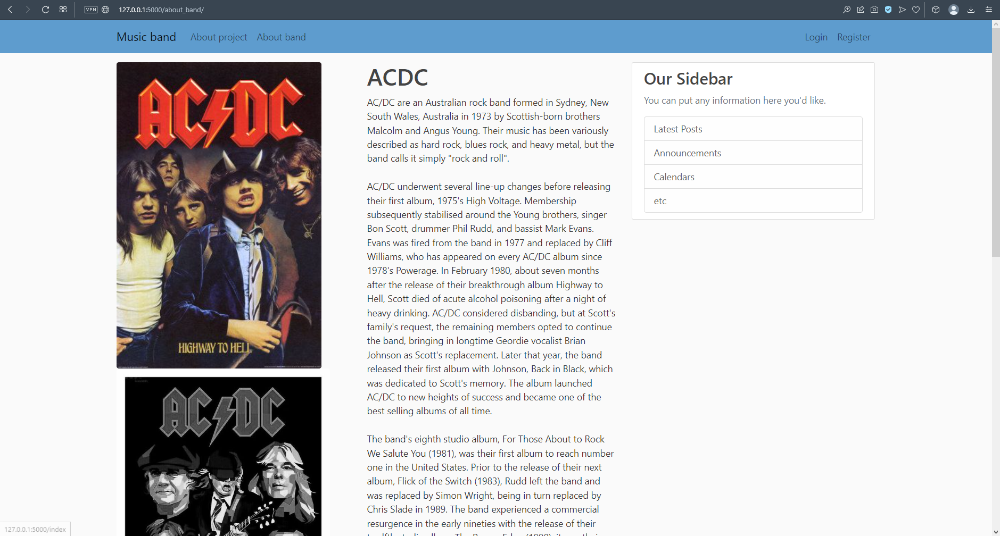 VPN
127.0.0.1:5000/about_band/
Music band
About project
About band
Login
Register
AC DC
HIGHWAY TO HELL
AC DC
ACDC
AC/DC are an Australian rock band formed in Sydney, New
South Wales, Australia in 1973 by Scottish-born brothers
Malcolm and Angus Young. Their music has been variously
described as hard rock, blues rock, and heavy metal, but the
band calls it simply "rock and roll".
AC/DC underwent several line-up changes before releasing
their first album, 1975's High Voltage. Membership
subsequently stabilised around the Young brothers, singer
Bon Scott, drummer Phil Rudd, and bassist Mark Evans.
Evans was fired from the band in 1977 and replaced by Cliff
Williams, who has appeared on every AC/DC album since
1978's Powerage. In February 1980, about seven months
after the release of their breakthrough album Highway to
Hell, Scott died of acute alcohol poisoning after a night of
heavy drinking. AC/DC considered disbanding, but at Scott's
family's request, the remaining members opted to continue
the band, bringing in longtime Geordie vocalist Brian
Johnson as Scott's replacement. Later that year, the band
released their first album with Johnson, Back in Black, which
was dedicated to Scott's memory. The album launched
AC/DC to new heights of success and became one of the
best selling albums of all time.
The band's eighth studio album, For Those About to Rock
We Salute You (1981), was their first album to reach number
one in the United States. Prior to the release of their next
album, Flick of the Switch (1983), Rudd left the band and
was replaced by Simon Wright, being in turn replaced by
Chris Slade in 1989. The band experienced a commercial
resurgence in the early nineties with the release of their
Our Sidebar
You can put any information here you'd like.
Latest Posts
Announcements
Calendars
etc
127.0.0.1:5000/index